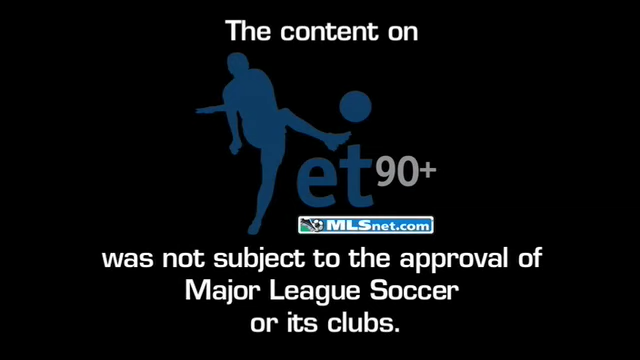 The content on
et 90+
MLSnet.com
was not subject to the approval of
Major League Soccer
or its clubs.